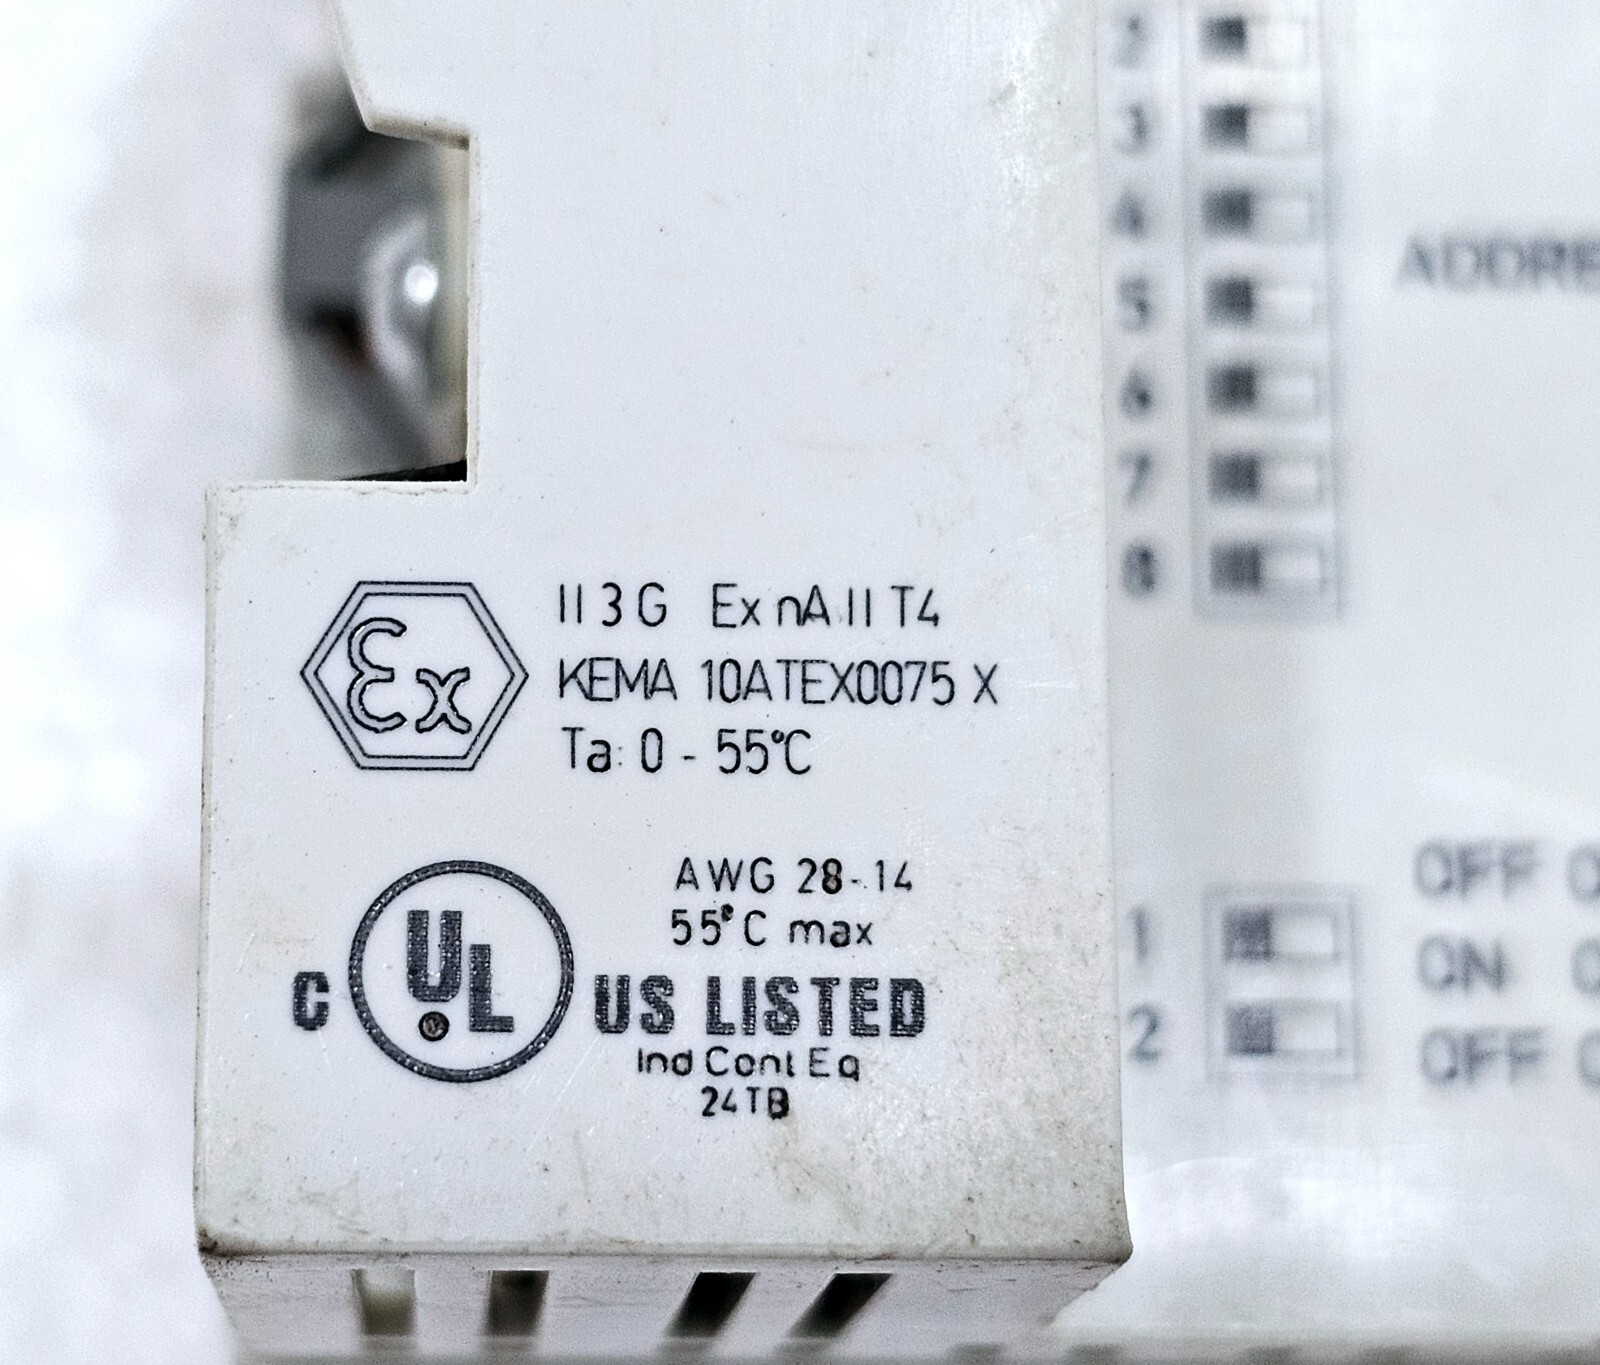 Ex
II 3 G Ex nA II T4
KEMA 10ATEX0075 X
Ta: 0 - 55°C
AWG 28-14
55°C max
C UL US LISTED
Ind Cont Eq
24TB
2
3
4
5
6
7
8
1
2
OFF
ON
OFF